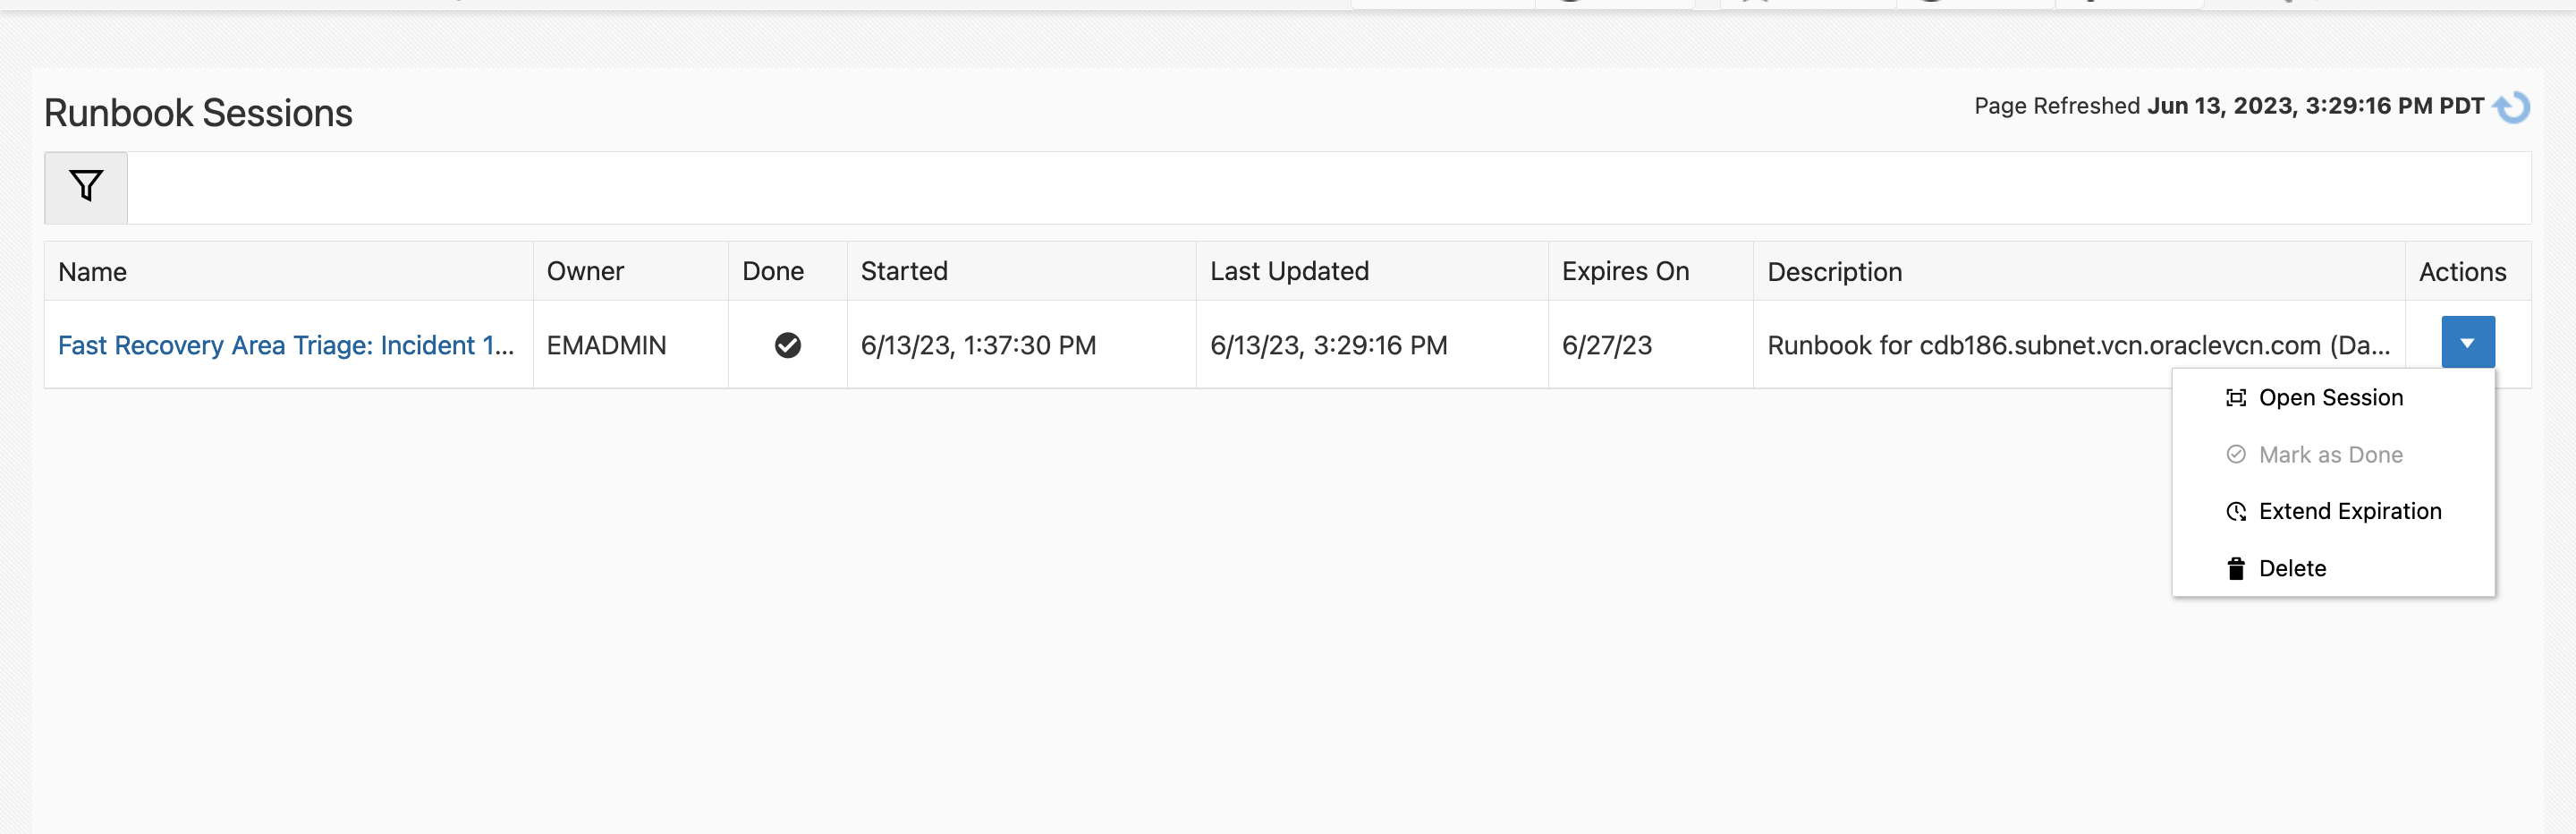 Runbook Sessions
Page Refreshed Jun 13, 2023, 3:29:16 PM PDT
Name Owner Done Started Last Updated Expires On Description Actions
Fast Recovery Area Triage: Incident 1... EMADMIN 6/13/23, 1:37:30 PM 6/13/23, 3:29:16 PM 6/27/23 Runbook for cdb186.subnet.vcn.oraclevcn.com (Da...
Open Session
Mark as Done
Extend Expiration
Delete